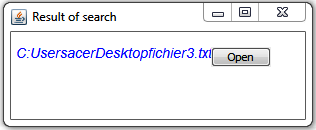 Result of search
C:UsersacerDesktopfichier3.txt
Open